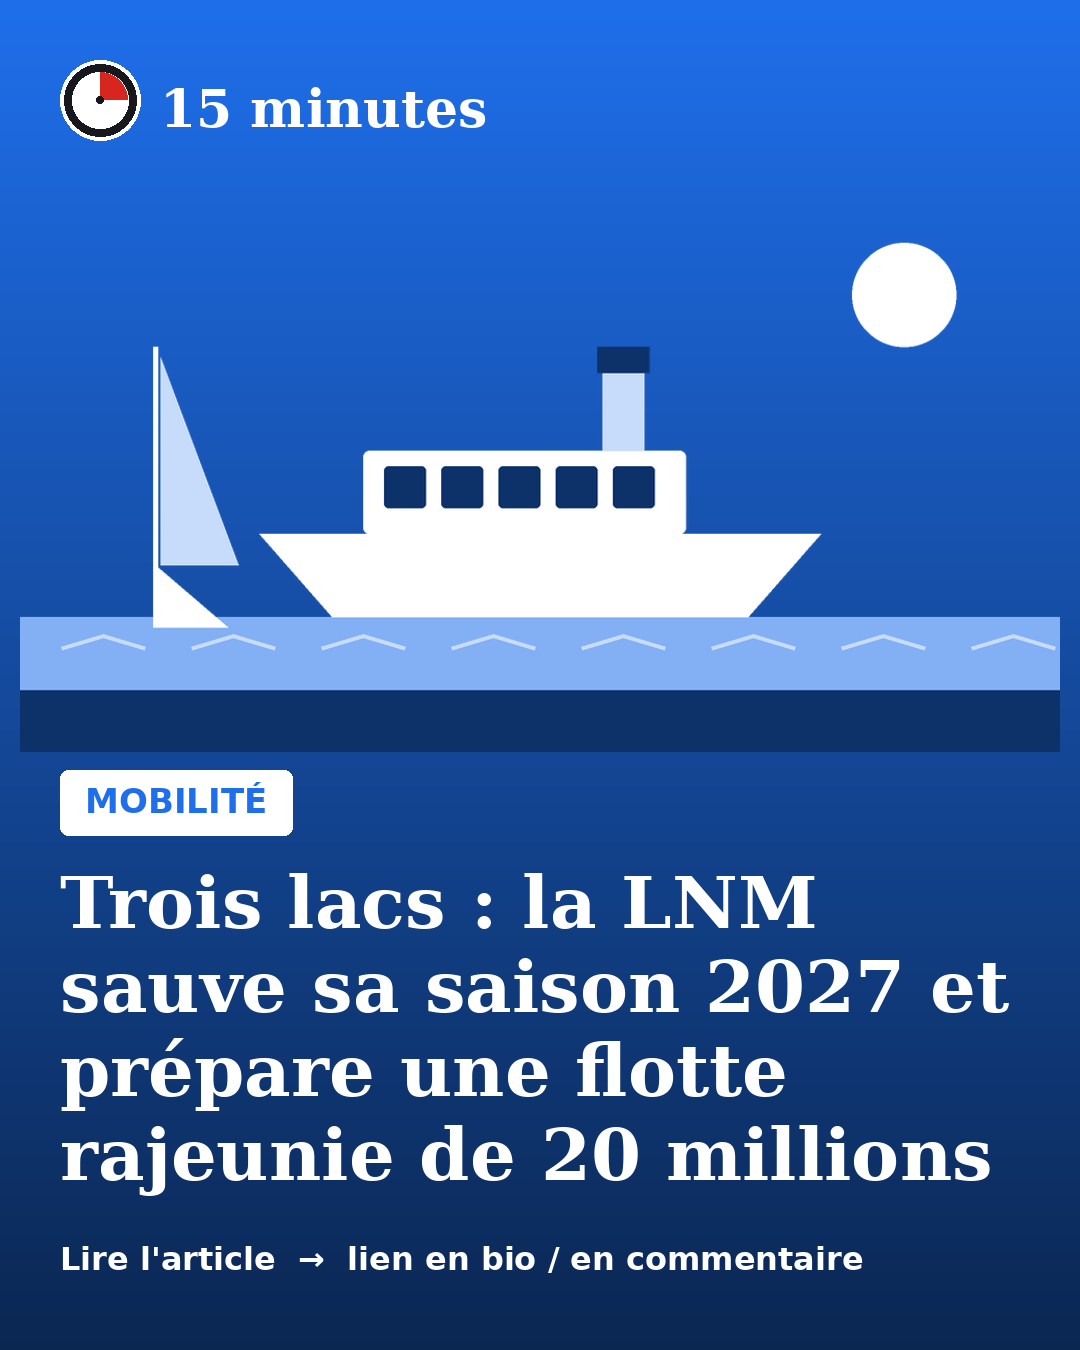 15 minutes
MOBILITÉ
Trois lacs : la LNM
sauve sa saison 2027 et
prépare une flotte
rajeunie de 20 millions
Lire l'article → lien en bio / en commentaire